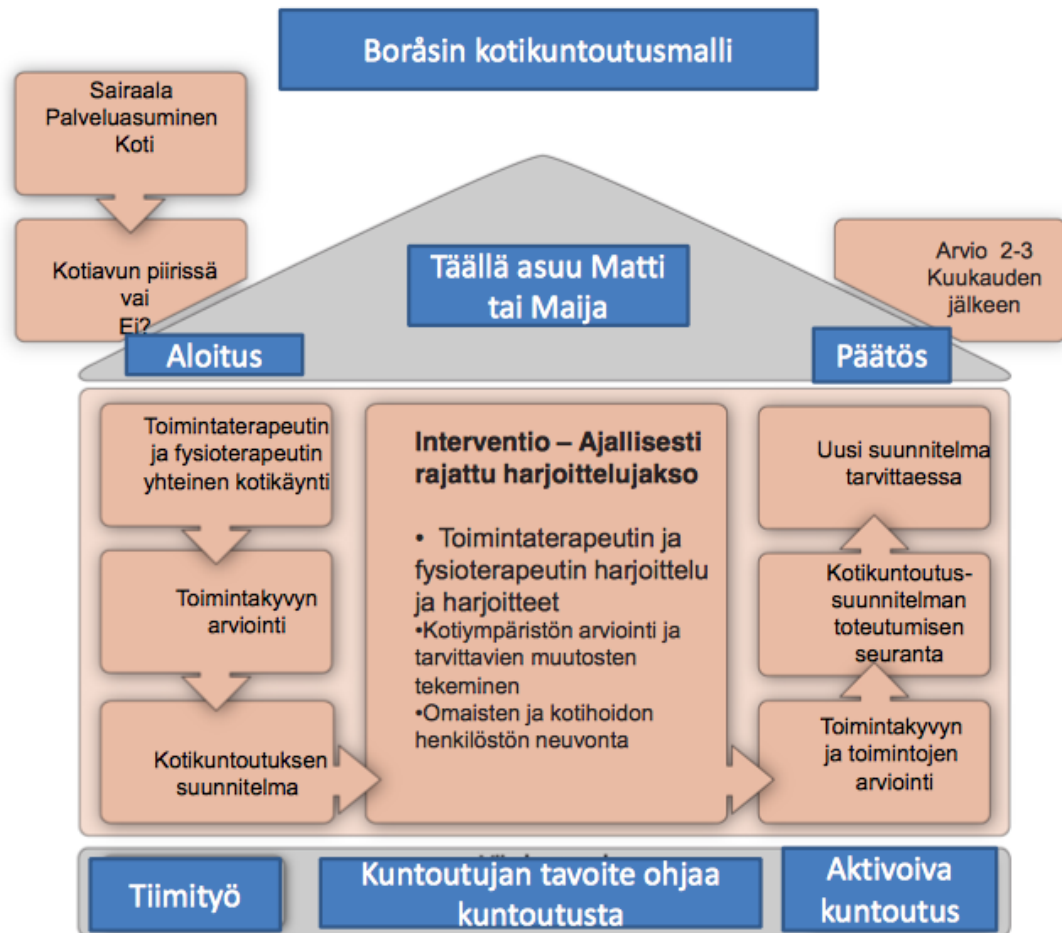 Boråsin kotikuntoutusmalli
Sairaala
Palveluasuminen
Koti
Kotiavun piirissä
vai
Ei?
Täällä asuu Matti
tai Maija
Arvio 2-3
Kuukauden
jälkeen
Aloitus
Päätös
Toimintaterapeutin
ja fysioterapeutin
yhteinen kotikäynti
Toimintakyvyn
arviointi
Kotikuntoutuksen
suunnitelma
Interventio – Ajallisesti
rajattu harjoittelujakso
• Toimintaterapeutin ja
fysioterapeutin harjoittelu
ja harjoitteet
•Kotiympäristön arviointi ja
tarvittavien muutosten
tekeminen
•Omaisten ja kotihoidon
henkilöstön neuvonta
Uusi suunnitelma
tarvittaessa
Kotikuntoutus-
suunnitelman
toteutumisen
seuranta
Toimintakyvyn
ja toimintojen
arviointi
Tiimityö
Kuntoutujan tavoite ohjaa
kuntoutusta
Aktivoiva
kuntoutus